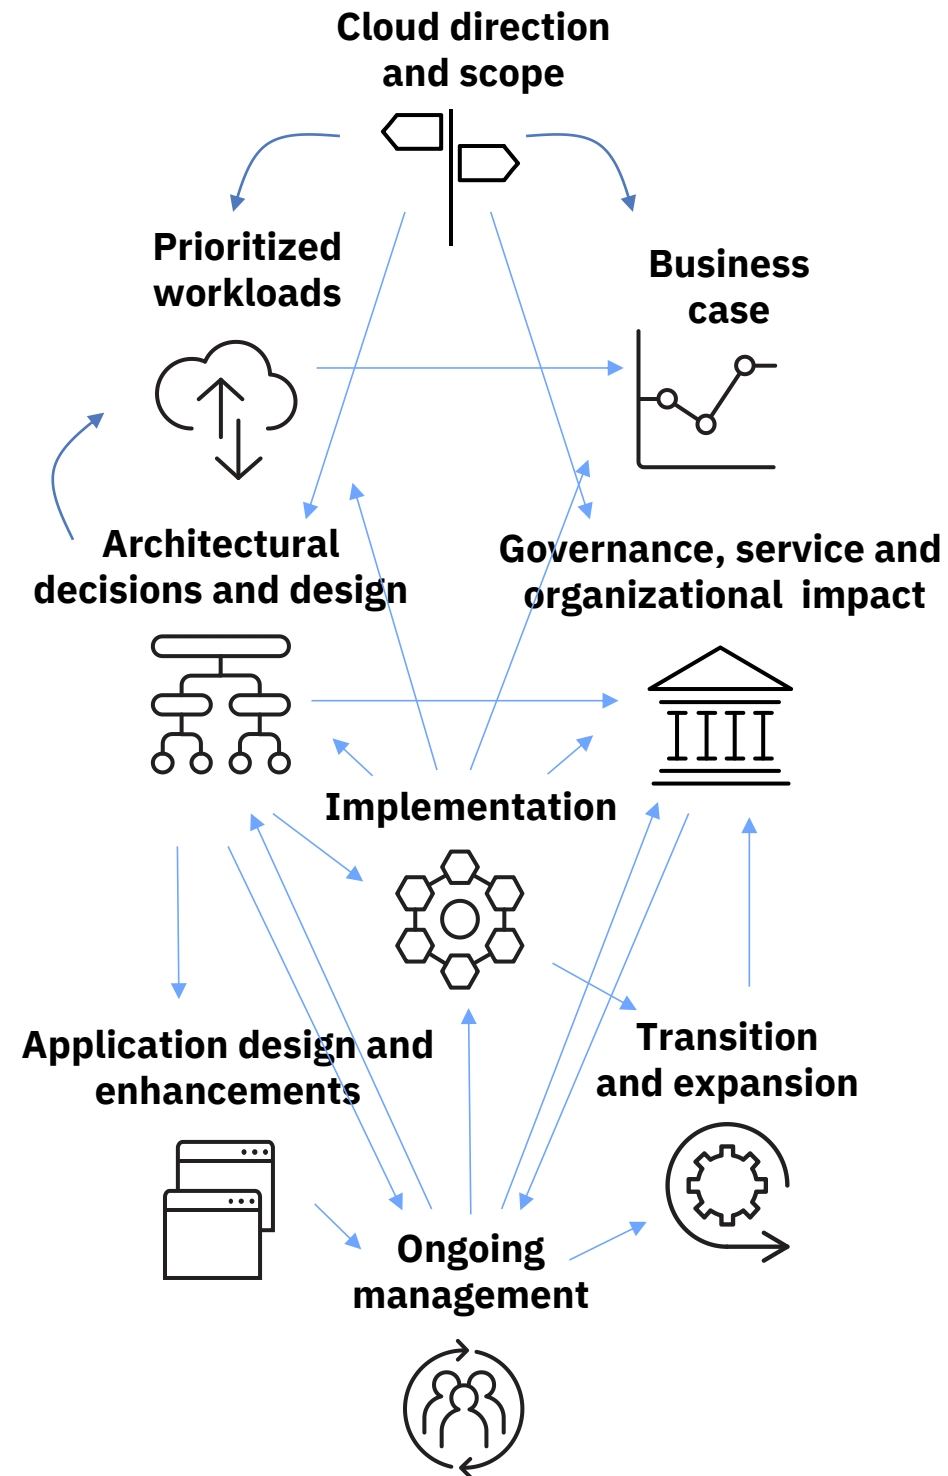 Cloud direction
and scope
Prioritized
workloads
Business
case
Architectural
decisions and design
Governance, service and
organizational  impact
Implementation
Application design and
enhancements
Transition
and expansion
Ongoing
management